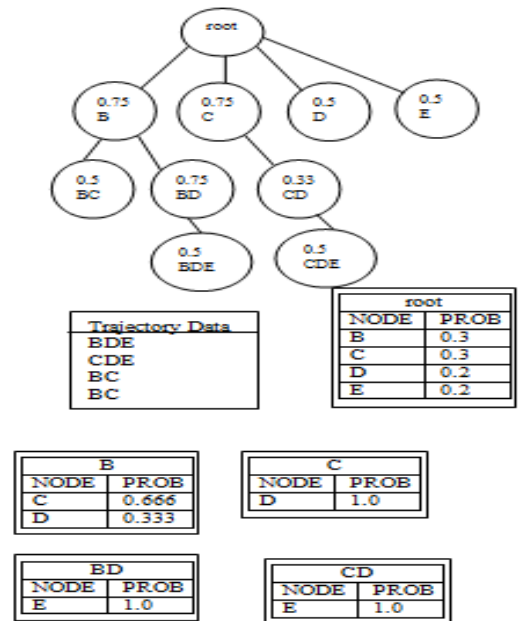 root
0.75
B
0.75
C
0.5
D
0.5
E
0.5
BC
0.75
BD
0.33
CD
0.5
BDE
0.5
CDE
Trajectory Data
BDE
CDE
BC
BC
root
NODE PROB
B 0.3
C 0.3
D 0.2
E 0.2
B
NODE PROB
C 0.666
D 0.333
C
NODE PROB
D 1.0
BD
NODE PROB
E 1.0
CD
NODE PROB
E 1.0